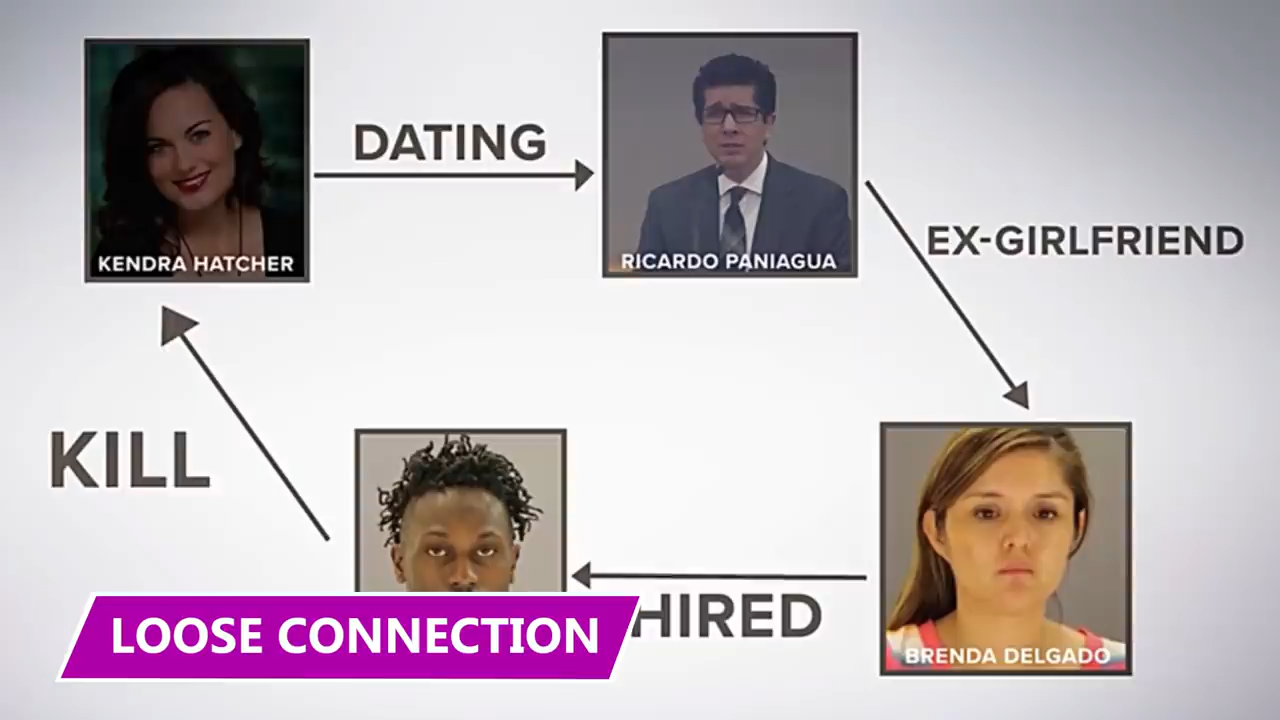 DATING
KENDRA HATCHER
RICARDO PANIAGUA
EX-GIRLFRIEND
KILL
HIRED
LOOSE CONNECTION
BRENDA DELGADO